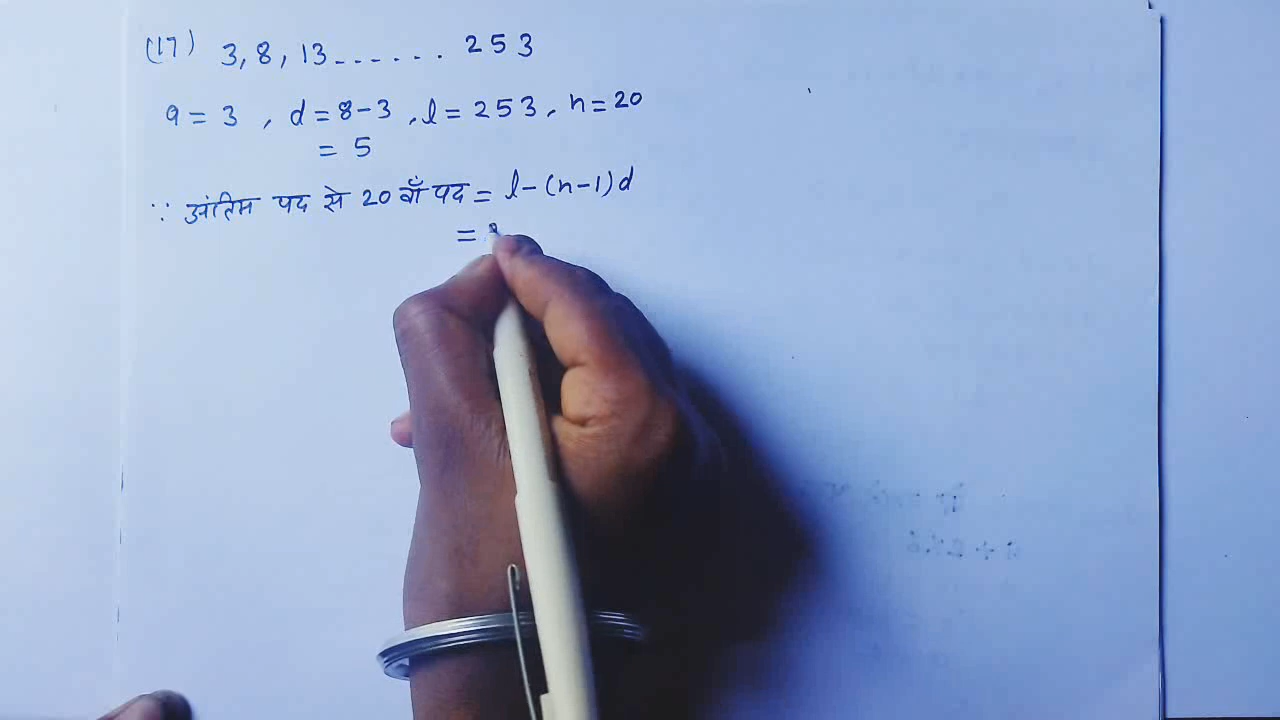 (17) 3, 8, 13 ...... 253
a = 3 , d = 8 - 3 , l = 253, n = 20
= 5
∵ अंतिम पद से 20 वाँ पद = l - (n - 1) d
=